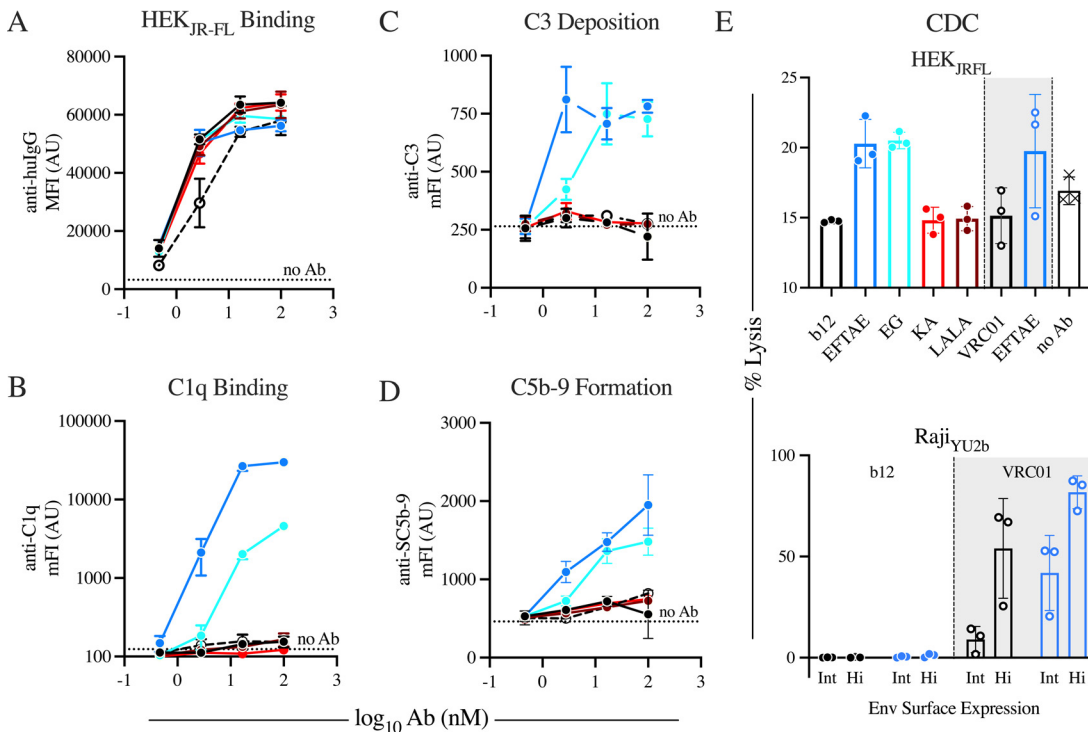 A
HEK_JR-FL Binding
anti-huIgG
MFI (AU)
80000
60000
40000
20000
0
no Ab
-1 0 1 2 3
C
C3 Deposition
anti-C3
mFI (AU)
1000
750
500
250
0
no Ab
-1 0 1 2 3
B
C1q Binding
anti-C1q
mFI (AU)
100000
10000
1000
100
no Ab
-1 0 1 2 3
D
C5b-9 Formation
anti-SC5b-9
mFI (AU)
3000
2000
1000
0
no Ab
-1 0 1 2 3
log10 Ab (nM)
E
CDC
HEK_JRFL
% Lysis
25
20
15
10
b12 EFTAE EG KA LALA VRC01 EFTAE no Ab
Raji_YU2b
100
50
0
b12 VRC01
Int Hi Int Hi Int Hi Int Hi
Env Surface Expression